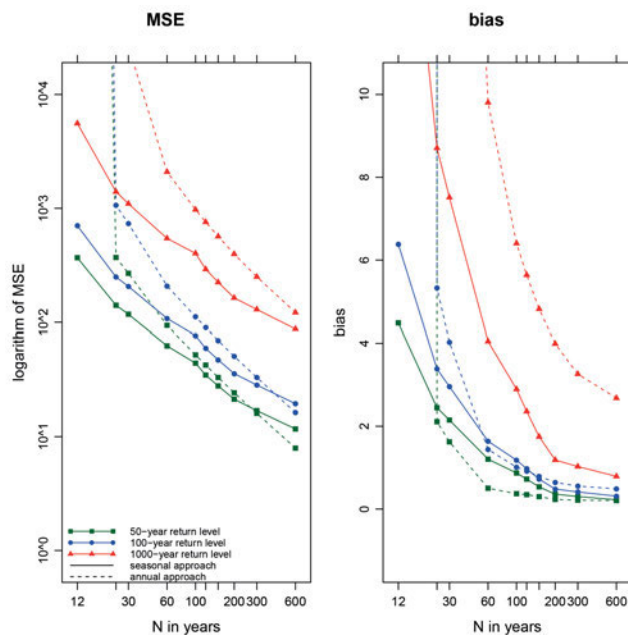 MSE
logarithm of MSE
10^4
10^3
10^2
10^1
10^0
50-year return level
100-year return level
1000-year return level
seasonal approach
annual approach
12 30 60 100 200 300 600
N in years
bias
bias
10
8
6
4
2
0
12 30 60 100 200 300 600
N in years